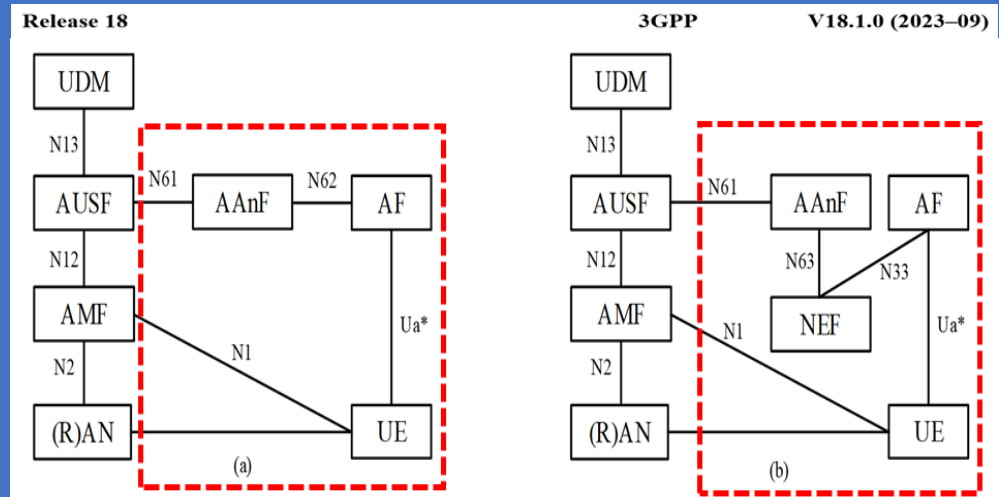 Release 18 3GPP V18.1.0 (2023–09)
UDM
N13
N61
N62
AUSF
AAnF
AF
N12
AMF
Ua*
N1
N2
(R)AN
UE
(a)
UDM
N13
N61
AUSF
AAnF
AF
N12
N63
N33
AMF
NEF
Ua*
N1
N2
(R)AN
UE
(b)